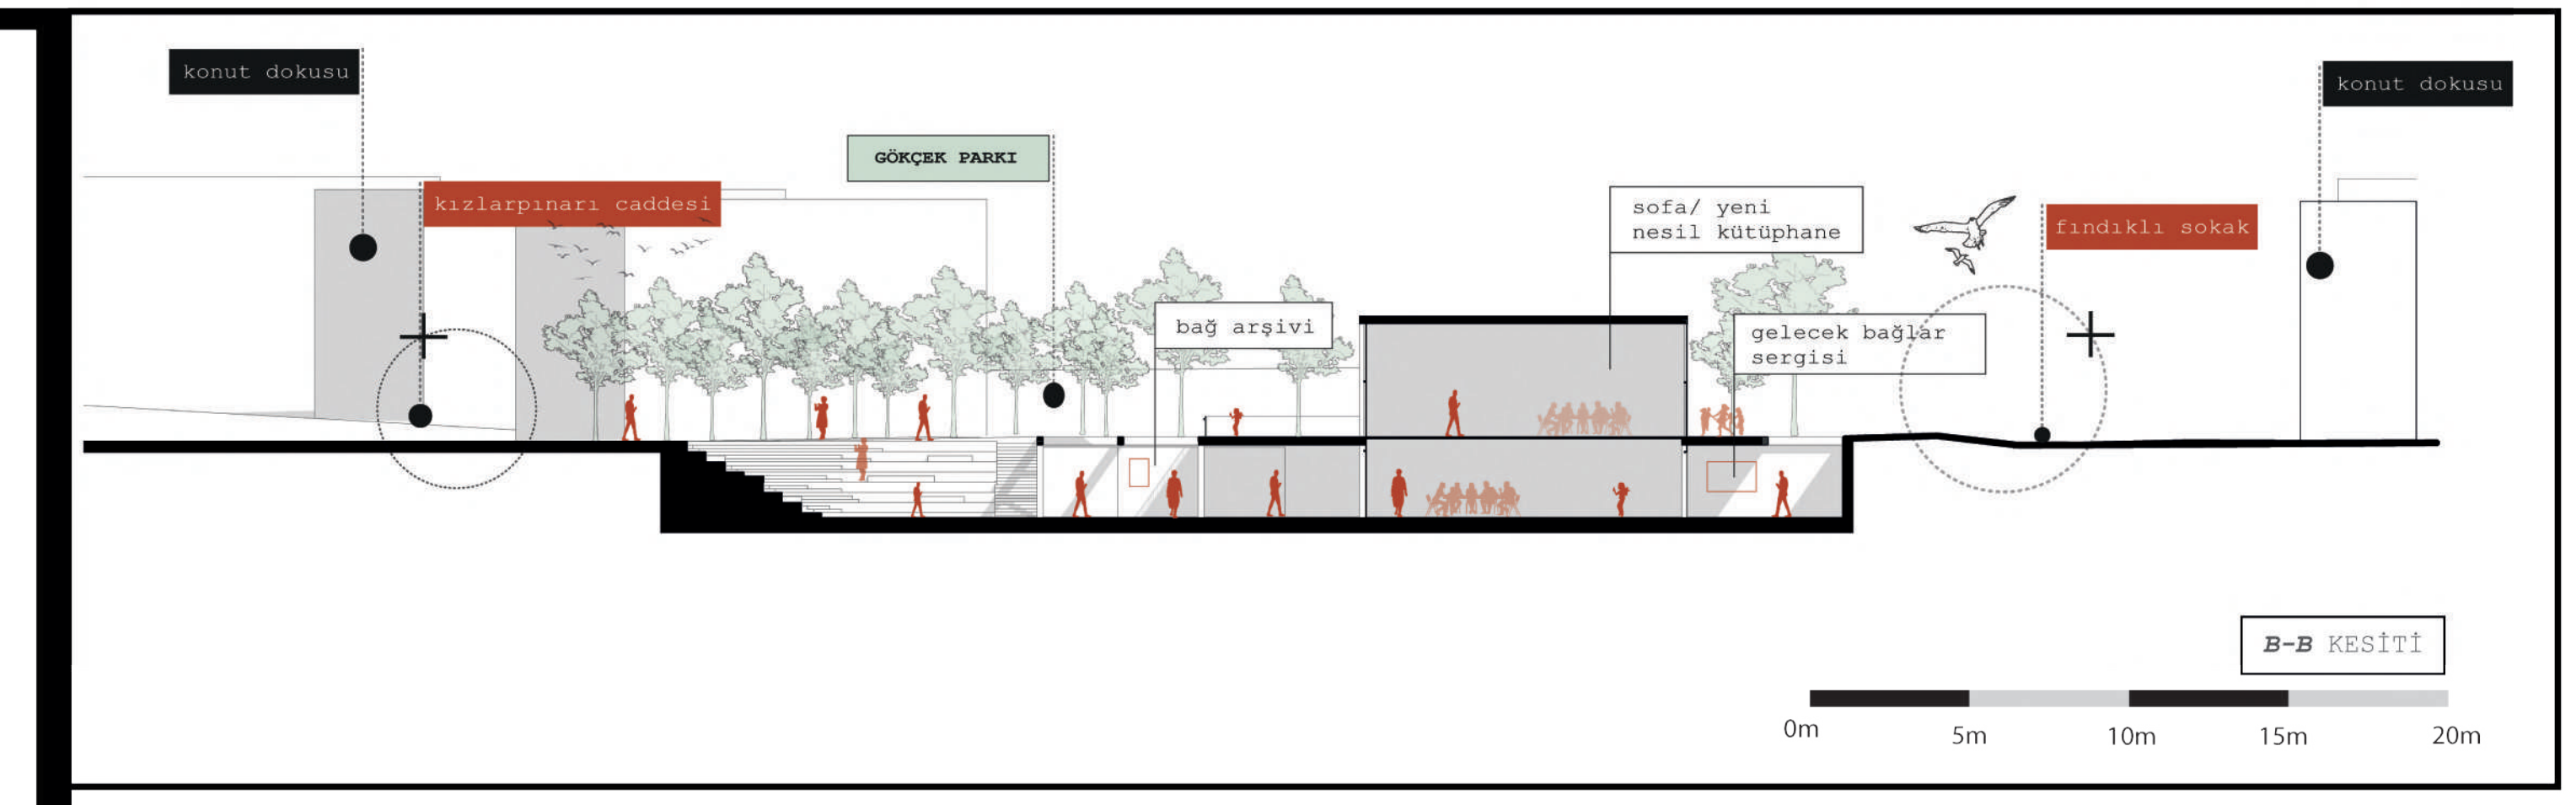 konut dokusu
konut dokusu
GÖKÇEK PARKI
kızlarpınarı caddesi
sofa/ yeni
nesil kütüphane
fındıklı sokak
bağ arşivi
gelecek bağlar
sergisi
B-B KESİTİ
0m 5m 10m 15m 20m